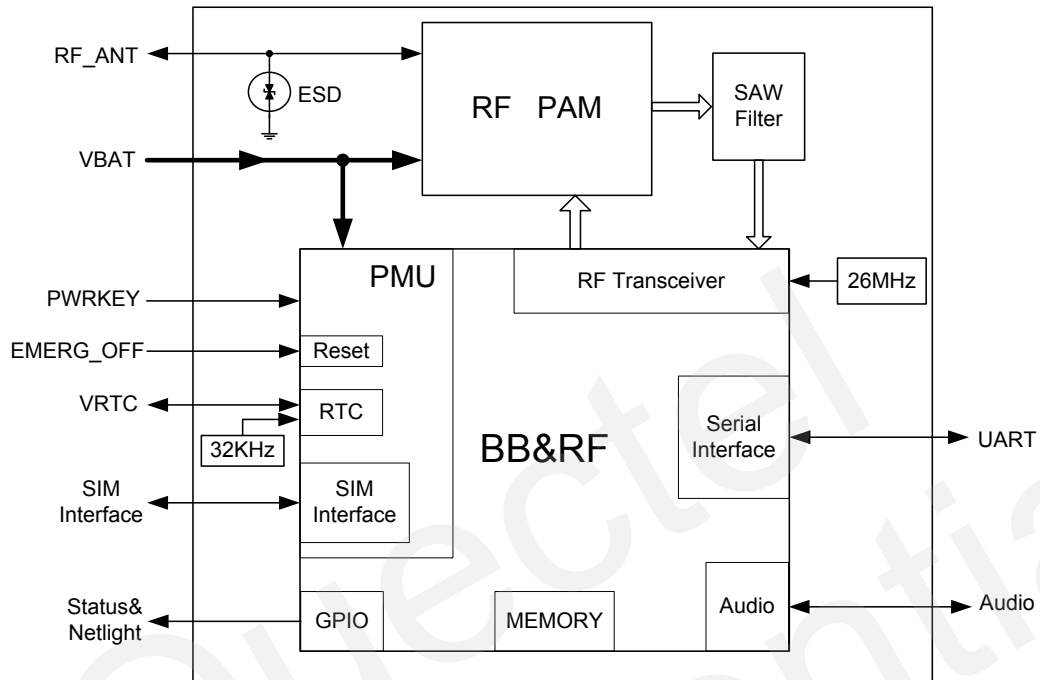 RF_ANT
ESD
RF PAM
SAW
Filter
VBAT
PMU
RF Transceiver
26MHz
PWRKEY
EMERG_OFF
Reset
VRTC
RTC
32KHz
BB&RF
Serial
Interface
UART
SIM
Interface
SIM
Interface
Status&
Netlight
GPIO
MEMORY
Audio
Audio
Quectel